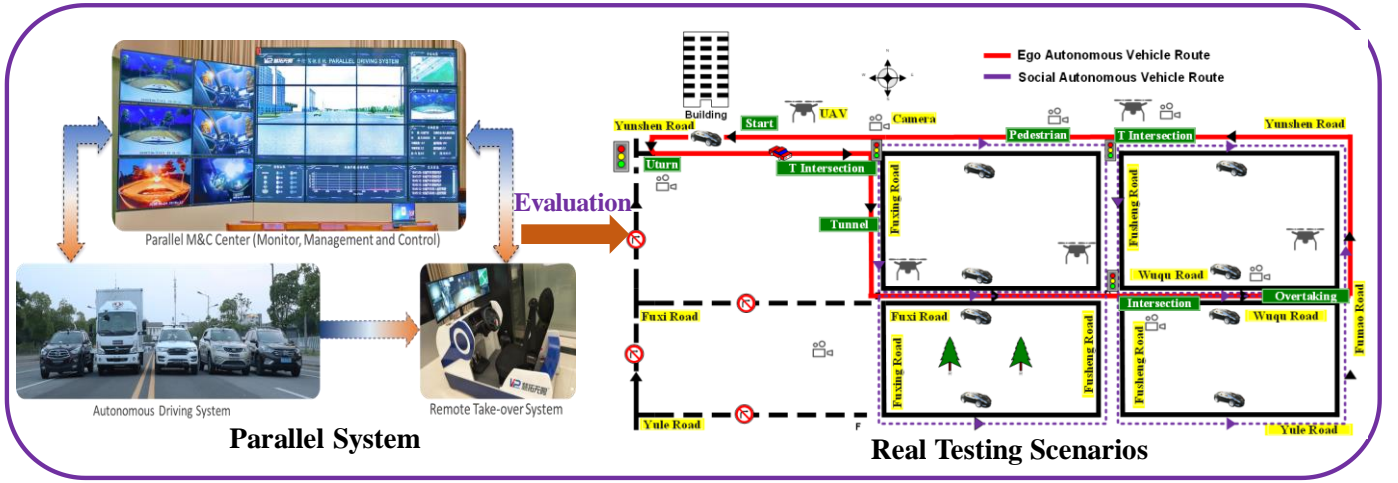 PARALLEL DRIVING SYSTEM
Parallel M&C Center (Monitor, Management and Control)
Autonomous Driving System
Remote Take-over System
Parallel System
Evaluation
Building
Ego Autonomous Vehicle Route
Social Autonomous Vehicle Route
UAV
Camera
Yunshen Road
Start
Pedestrian
T Intersection
Yunshen Road
Uturn
T Intersection
Fuxing Road
Tunnel
Fusheng Road
Wuqu Road
Intersection
Overtaking
Fuxi Road
Fuxi Road
Wuqu Road
Fumao Road
Fuxing Road
Fusheng Road
Fusheng Road
Yule Road
F
Yule Road
Real Testing Scenarios